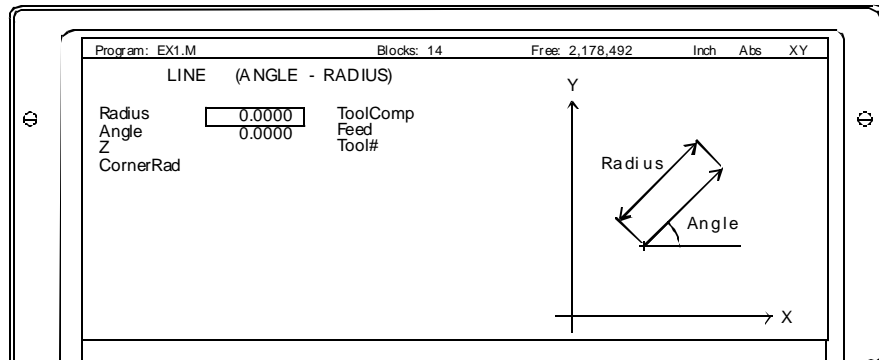 Program: EX1.M Blocks: 14 Free: 2,178,492 Inch Abs XY
LINE (ANGLE - RADIUS)
Radius 0.0000 ToolComp
Angle 0.0000 Feed
Z Tool#
CornerRad
Y
Radius
Angle
X